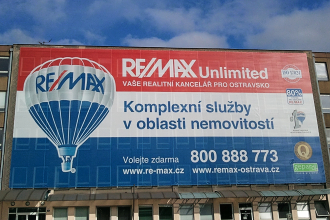 RE/MAX
RE/MAX Unlimited
VAŠE REALITNÍ KANCELÁŘ PRO OSTRAVSKO
80%
Komplexní služby
v oblasti nemovitostí
Volejte zdarma 800 888 773
www.re-max.cz www.remax-ostrava.cz